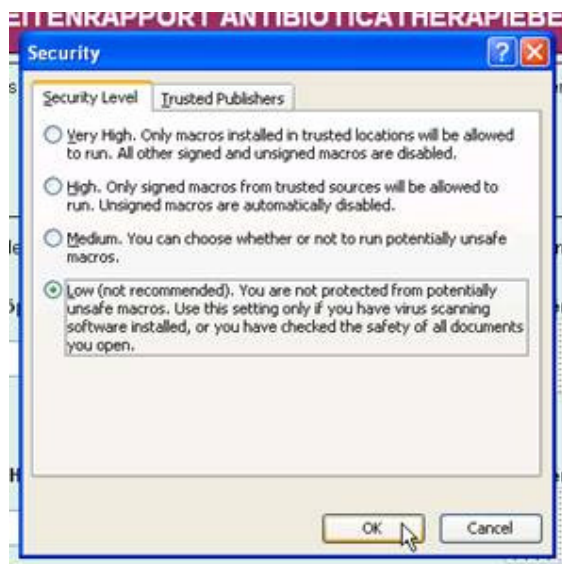 EITENRAPPORT ANTIBIOTICATHERAPIEBE
Security
Security Level Trusted Publishers
Very High. Only macros installed in trusted locations will be allowed
to run. All other signed and unsigned macros are disabled.
High. Only signed macros from trusted sources will be allowed to
run. Unsigned macros are automatically disabled.
Medium. You can choose whether or not to run potentially unsafe
macros.
Low (not recommended). You are not protected from potentially
unsafe macros. Use this setting only if you have virus scanning
software installed, or you have checked the safety of all documents
you open.
OK Cancel